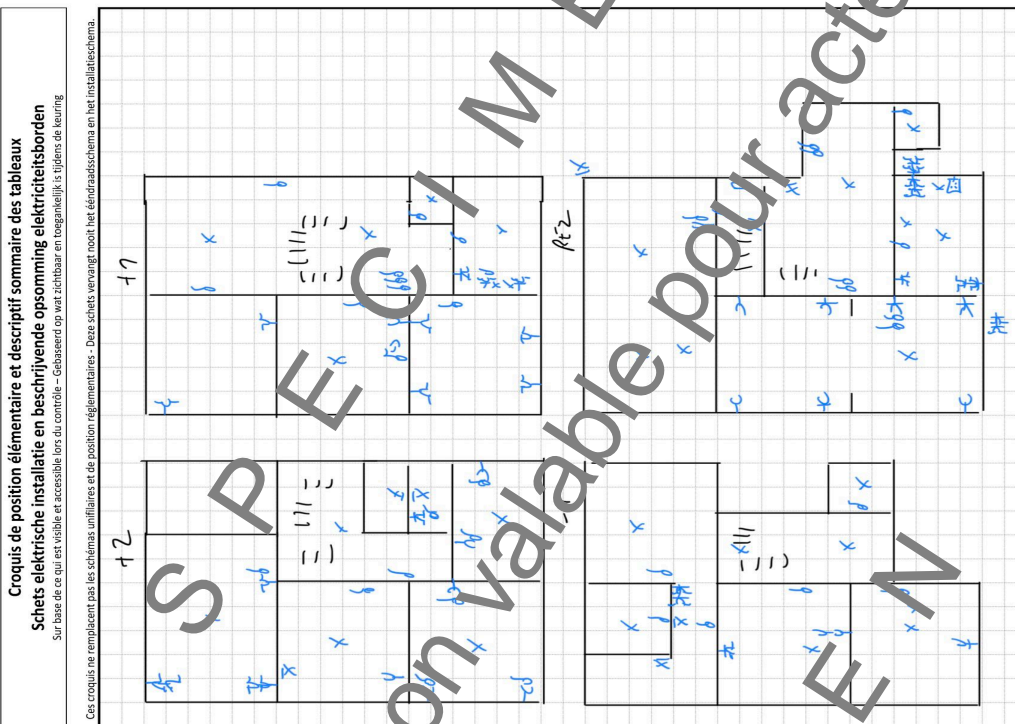 Croquis de position élémentaire et descriptif sommaire des tableaux
Schets elektrische installatie en beschrijvende opsomming elektriciteitsborden
Sur base de ce qui est visible et accessible lors du contrôle – Gebaseerd op wat zichtbaar en toegankelijk is tijdens de keuring
Ces croquis ne remplacent pas les schémas unifilaires et de position réglementaires - Deze schets vervangt nooit het ééndraadsschema en het installatieschema.
+2
+1
REZ
SPECIMEN
on valable pour acte
EN